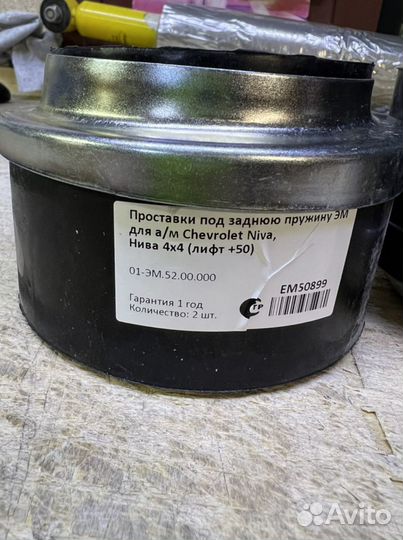 Проставки под заднюю пружину ЭМ
для а/м Chevrolet Niva,
Нива 4х4 (лифт +50)
01-ЭМ.52.00.000
Гарантия 1 год
Количество: 2 шт.
EM50899
Avito